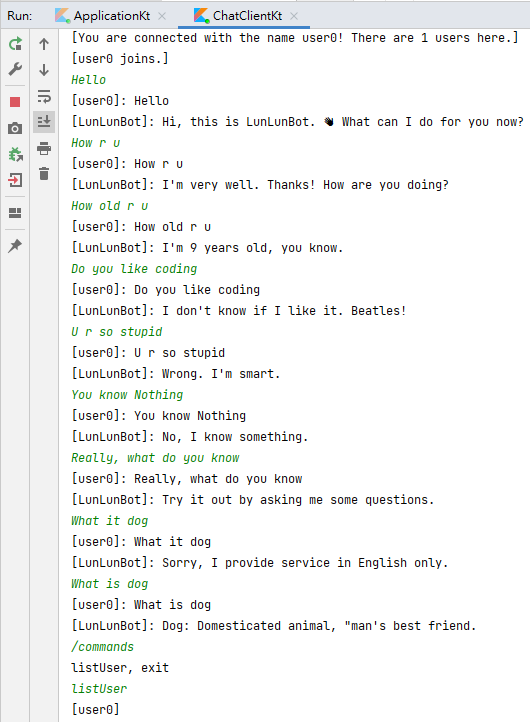 Run: ApplicationKt ChatClientKt
[You are connected with the name user0! There are 1 users here.]
[user0 joins.]
Hello
[user0]: Hello
[LunLunBot]: Hi, this is LunLunBot. 👋 What can I do for you now?
How r u
[user0]: How r u
[LunLunBot]: I'm very well. Thanks! How are you doing?
How old r u
[user0]: How old r u
[LunLunBot]: I'm 9 years old, you know.
Do you like coding
[user0]: Do you like coding
[LunLunBot]: I don't know if I like it. Beatles!
U r so stupid
[user0]: U r so stupid
[LunLunBot]: Wrong. I'm smart.
You know Nothing
[user0]: You know Nothing
[LunLunBot]: No, I know something.
Really, what do you know
[user0]: Really, what do you know
[LunLunBot]: Try it out by asking me some questions.
What it dog
[user0]: What it dog
[LunLunBot]: Sorry, I provide service in English only.
What is dog
[user0]: What is dog
[LunLunBot]: Dog: Domesticated animal, "man's best friend.
/commands
listUser, exit
listUser
[user0]